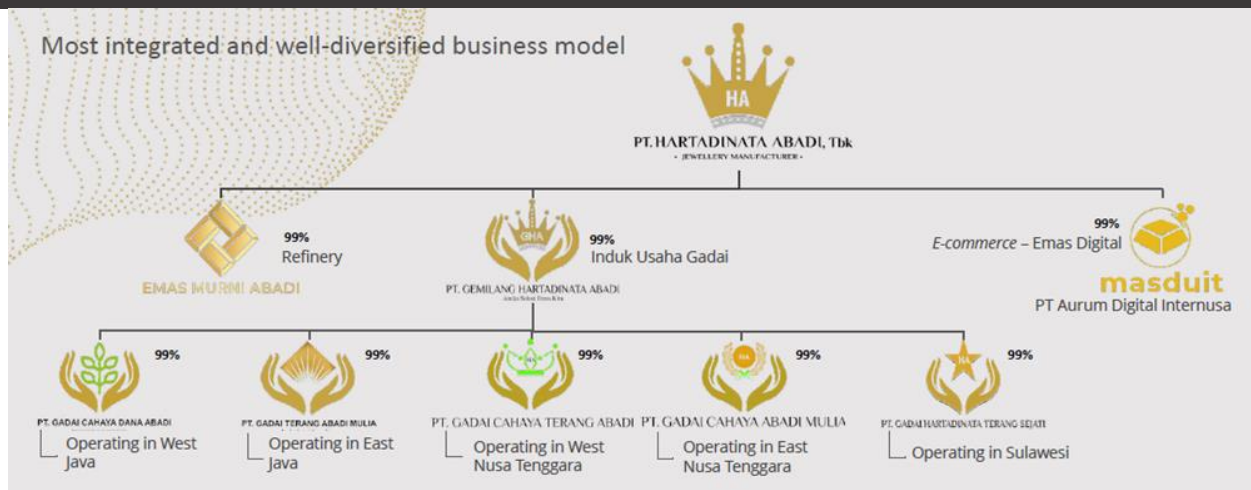 Most integrated and well-diversified business model
HA
PT. HARTADINATA ABADI, Tbk
• JEWELLERY MANUFACTURER •
99%
Refinery
EMAS MURNI ABADI
GHA
99%
Induk Usaha Gadai
PT. GEMILANG HARTADINATA ABADI
99%
E-commerce – Emas Digital
masduit
PT Aurum Digital Internusa
99%
PT. GADAI CAHAYA DANA ABADI
Operating in West
Java
99%
PT. GADAI TERANG ABADI MULIA
Operating in East
Java
99%
PT. GADAI CAHAYA TERANG ABADI
Operating in West
Nusa Tenggara
HA
99%
PT. GADAI CAHAYA ABADI MULIA
Operating in East
Nusa Tenggara
HA
99%
PT. GADAI HARTADINATA TERANG SEJATI
Operating in Sulawesi